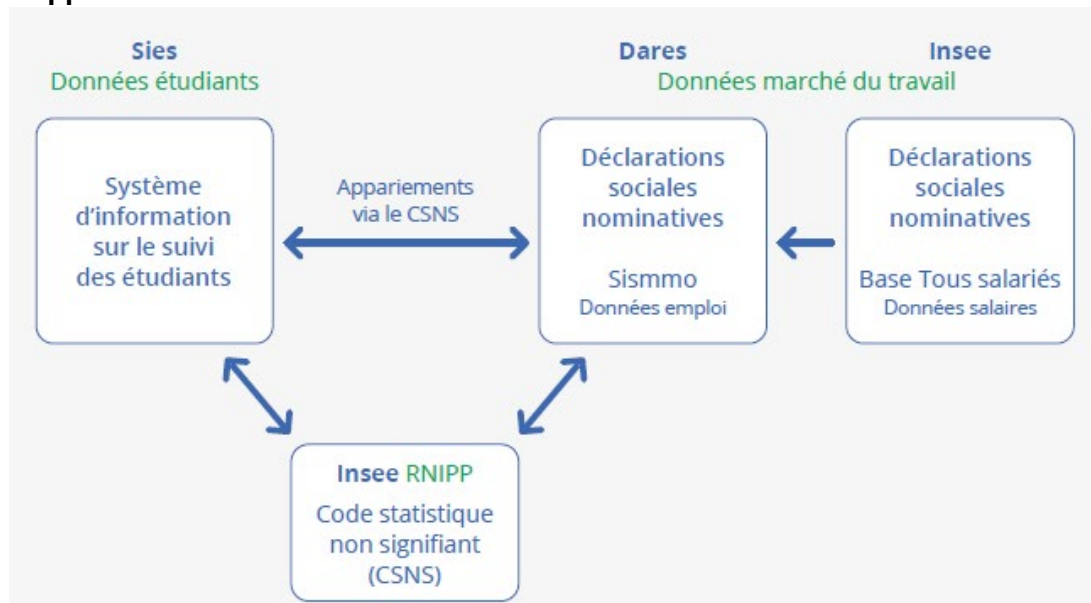 Sies
Données étudiants
Dares
Insee
Données marché du travail
Système
d'information
sur le suivi
des étudiants
Appariements
via le CSNS
Déclarations
sociales
nominatives
Sismmo
Données emploi
Déclarations
sociales
nominatives
Base Tous salariés
Données salaires
Insee RNIPP
Code statistique
non signifiant
(CSNS)